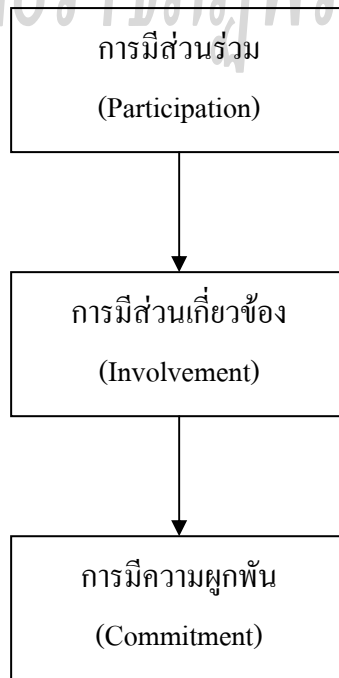 การมีส่วนร่วม
(Participation)
การมีส่วนเกี่ยวข้อง
(Involvement)
การมีความผูกพัน
(Commitment)